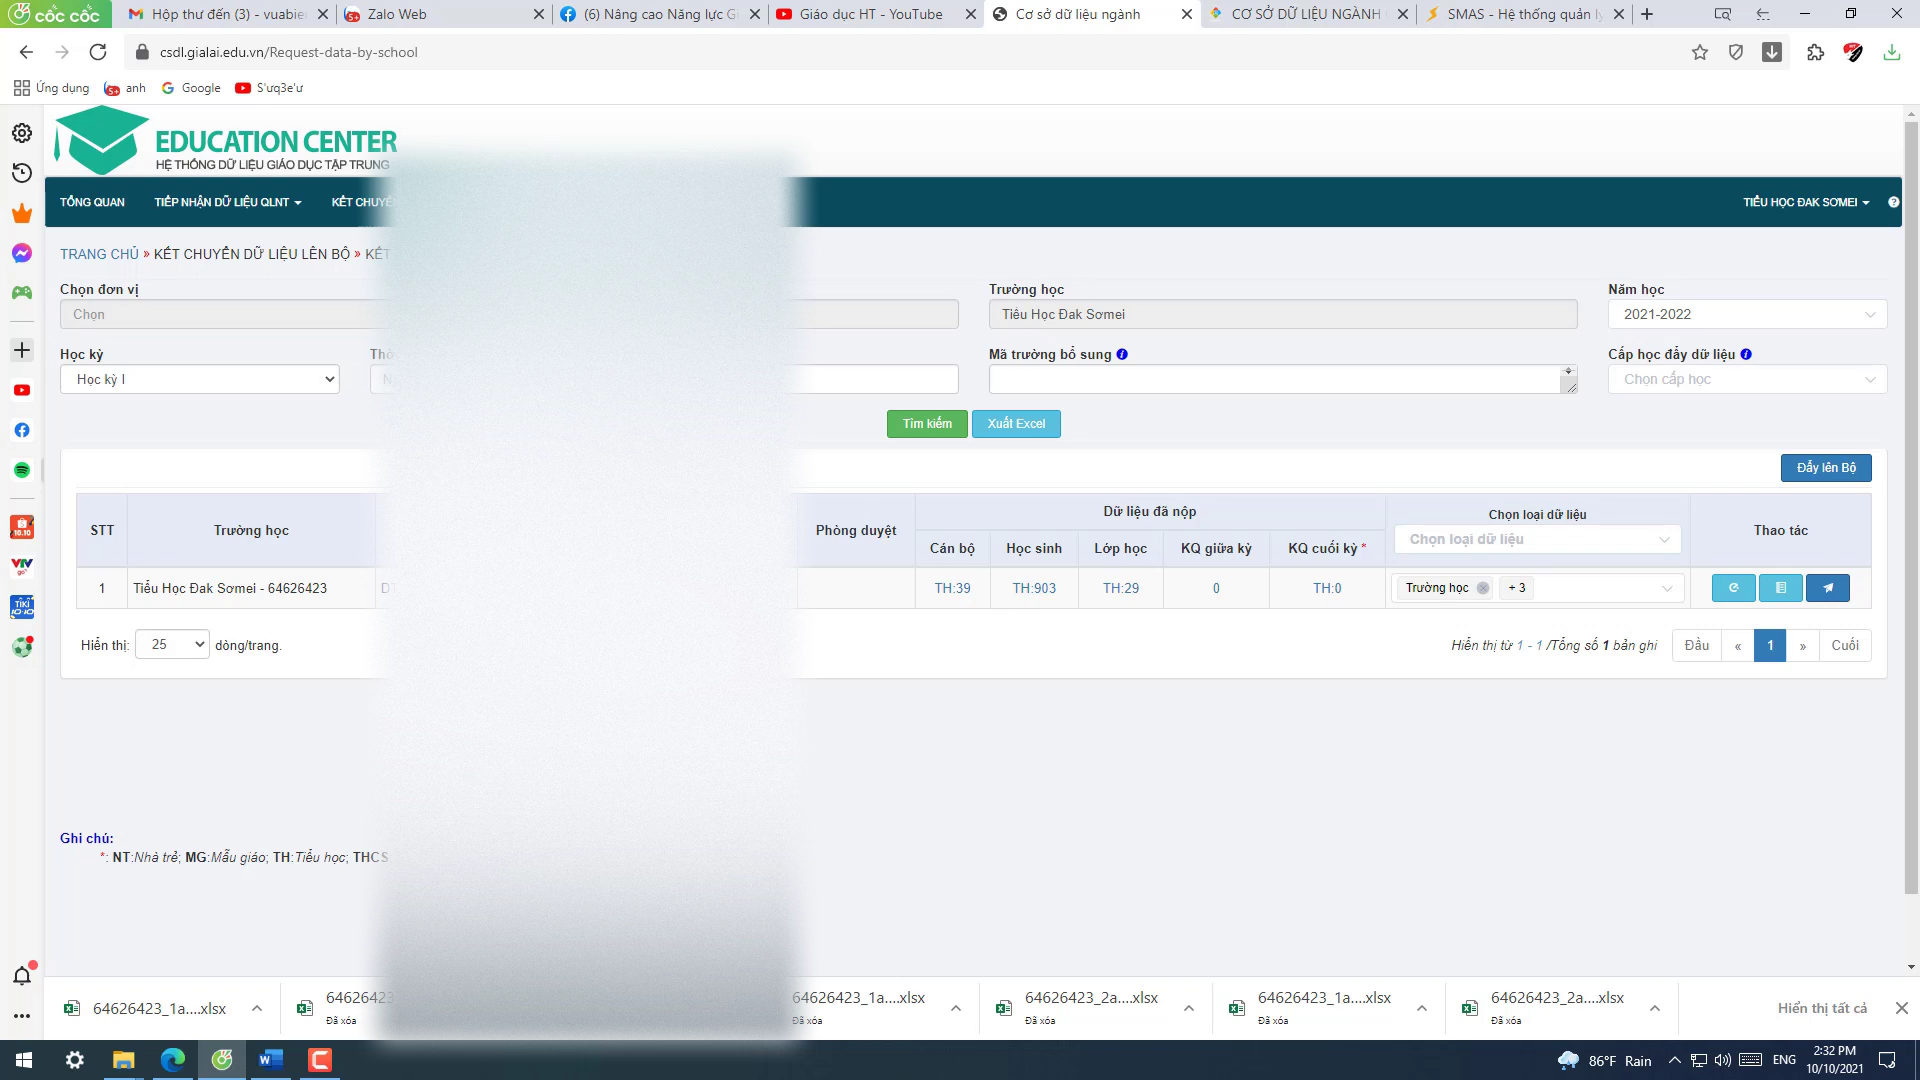 cốc cốc
Hộp thư đến (3) - vuabie
Zalo Web
(6) Nâng cao Năng lực G
Giáo dục HT - YouTube
Cơ sở dữ liệu ngành
CƠ SỞ DỮ LIỆU NGÀNH
SMAS - Hệ thống quản lý
csdl.gialai.edu.vn/Request-data-by-school
Ứng dụng
anh
Google
S'ưq3e'ư
EDUCATION CENTER
HỆ THỐNG DỮ LIỆU GIÁO DỤC TẬP TRUNG
TỔNG QUAN
TIẾP NHẬN DỮ LIỆU QLNT
KẾT CHUYỂN
TIỂU HỌC ĐAK SƠMEI
TRANG CHỦ » KẾT CHUYỂN DỮ LIỆU LÊN BỘ » KẾT
Chọn đơn vị
Trường học
Năm học
Chọn
Tiểu Học Đak Sơmei
2021-2022
Học kỳ
Mã trường bổ sung
Cấp học đẩy dữ liệu
Học kỳ I
Chọn cấp học
Tìm kiếm
Xuất Excel
Đẩy lên Bộ
STT
Trường học
Phòng duyệt
Dữ liệu đã nộp
Chọn loại dữ liệu
Thao tác
Chọn loại dữ liệu
Cán bộ
Học sinh
Lớp học
KQ giữa kỳ
KQ cuối kỳ *
1
Tiểu Học Đak Sơmei - 64626423
TH:39
TH:903
TH:29
0
TH:0
Trường học
+ 3
Hiển thị: 25 dòng/trang.
Hiển thị từ 1 - 1 /Tổng số 1 bản ghi
Đầu
«
1
»
Cuối
Ghi chú:
*: NT:Nhà trẻ; MG:Mẫu giáo; TH:Tiểu học; THCS
64626423_1a....xlsx
64626423
Đã xóa
64626423_1a....xlsx
Đã xóa
64626423_2a....xlsx
Đã xóa
64626423_1a....xlsx
Đã xóa
64626423_2a....xlsx
Đã xóa
Hiển thị tất cả
86°F Rain
ENG
2:32 PM
10/10/2021